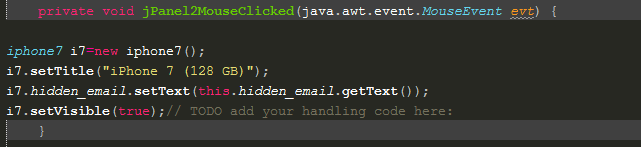 private void jPanel2MouseClicked(java.awt.event.MouseEvent evt) {
iphone7 i7=new iphone7();
i7.setTitle("iPhone 7 (128 GB)");
i7.hidden_email.setText(this.hidden_email.getText());
i7.setVisible(true);// TODO add your handling code here:
}